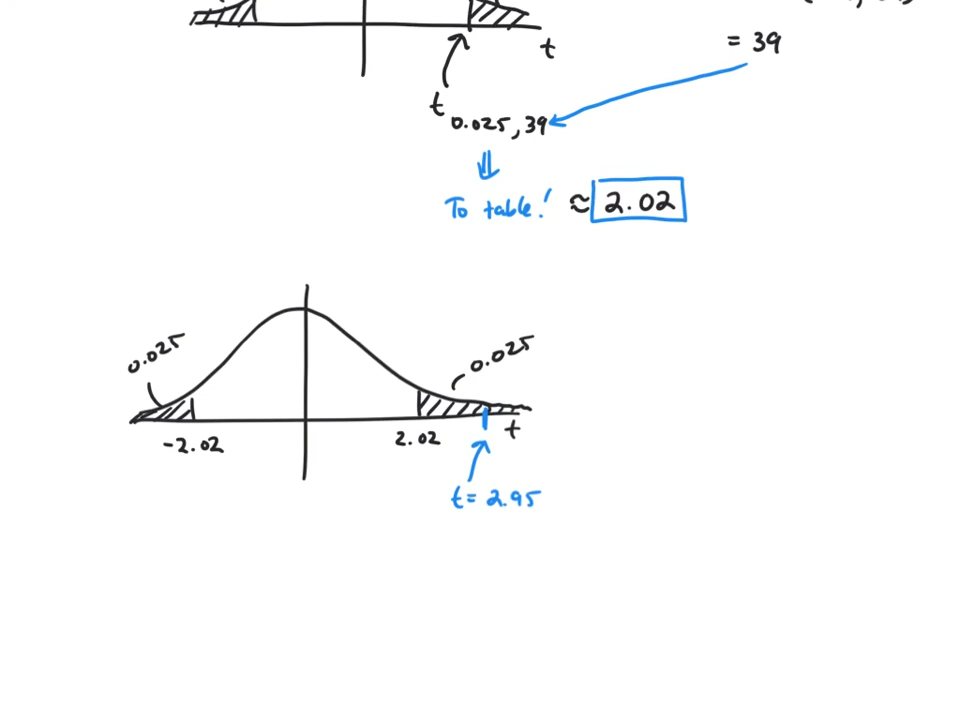 t
= 39
t 0.025, 39
To table! ≈ 2.02
0.025
0.025
-2.02
2.02
t
t = 2.95